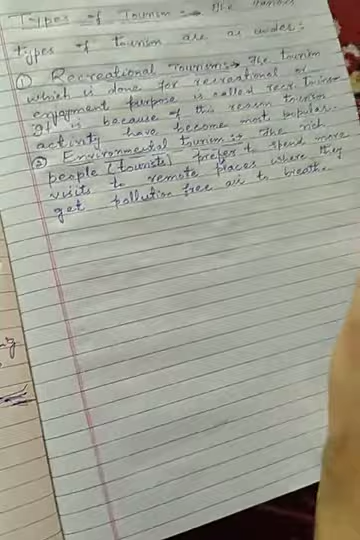 Types of Tourism :→ The various
types of tourism are as under :
① Recreational Tourism :→ The tourism
which is done for recreational or
enjoyment purpose is called recr. Tourism
It is because of this reason tourism
activity have become most popular.
② Environmental tourism :→ The rich
people (tourists) prefer to spend more
visits to remote places where they
get pollution free air to breathe.